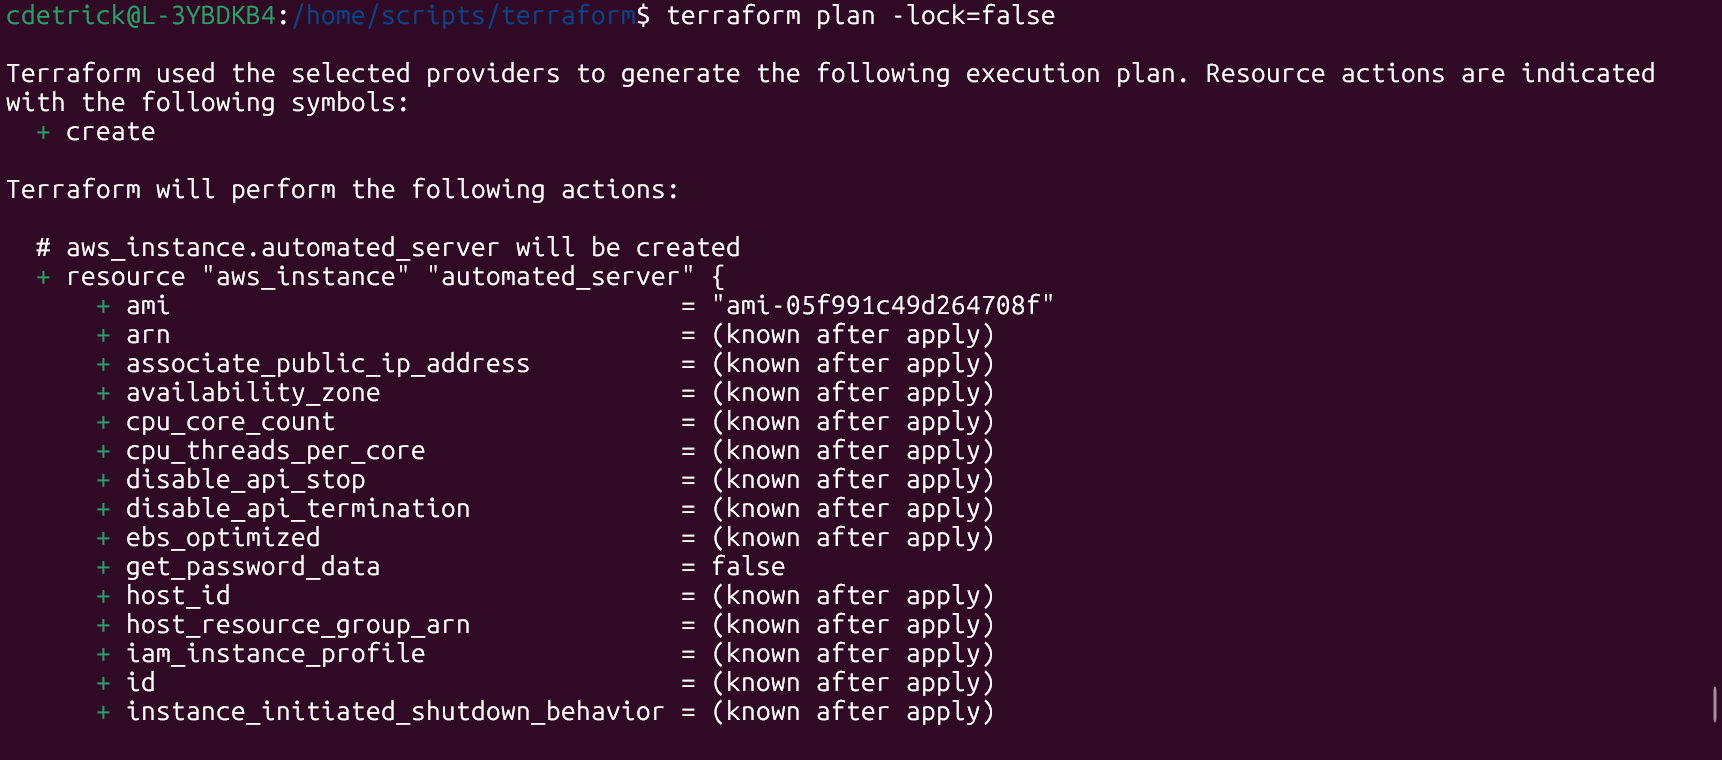 cdetrick@L-3YBDKB4:/home/scripts/terraform$ terraform plan -lock=false
Terraform used the selected providers to generate the following execution plan. Resource actions are indicated
with the following symbols:
+ create
Terraform will perform the following actions:
# aws_instance.automated_server will be created
+ resource "aws_instance" "automated_server" {
+ ami = "ami-05f991c49d264708f"
+ arn = (known after apply)
+ associate_public_ip_address = (known after apply)
+ availability_zone = (known after apply)
+ cpu_core_count = (known after apply)
+ cpu_threads_per_core = (known after apply)
+ disable_api_stop = (known after apply)
+ disable_api_termination = (known after apply)
+ ebs_optimized = (known after apply)
+ get_password_data = false
+ host_id = (known after apply)
+ host_resource_group_arn = (known after apply)
+ iam_instance_profile = (known after apply)
+ id = (known after apply)
+ instance_initiated_shutdown_behavior = (known after apply)